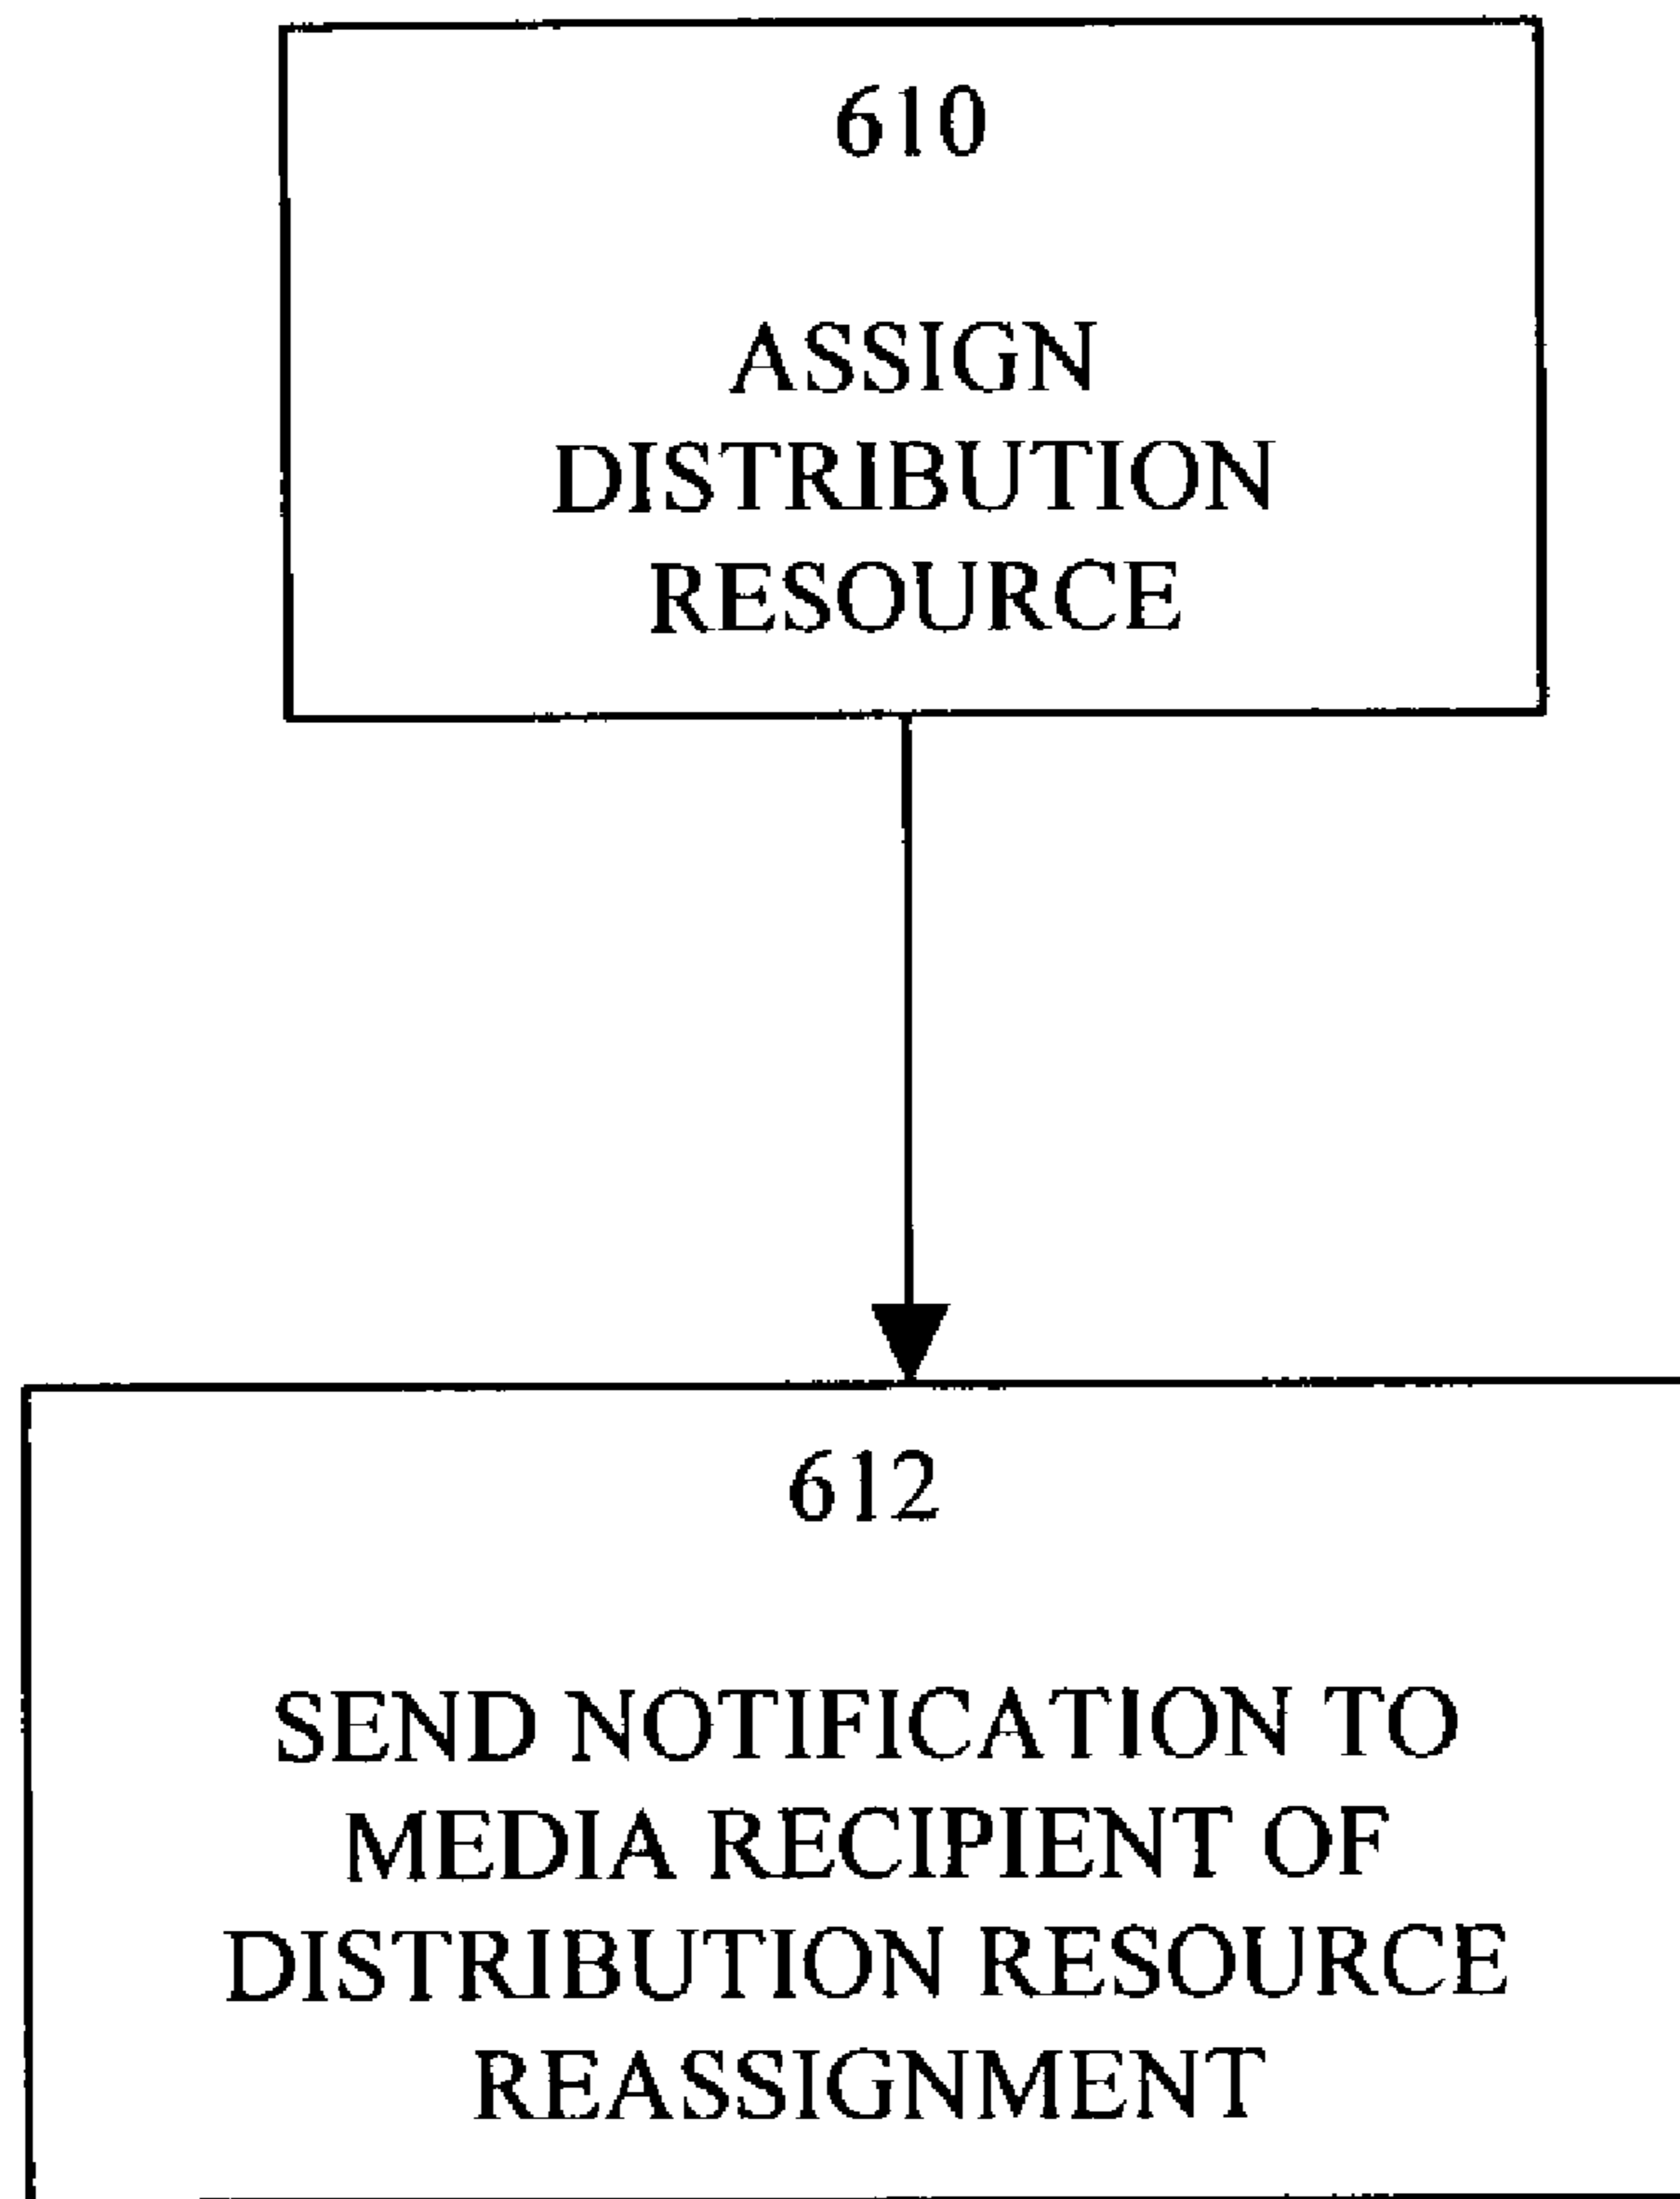 610
ASSIGN
DISTRIBUTION
RESOURCE
612
SEND NOTIFICATION TO
MEDIA RECIPIENT OF
DISTRIBUTION RESOURCE
REASSIGNMENT